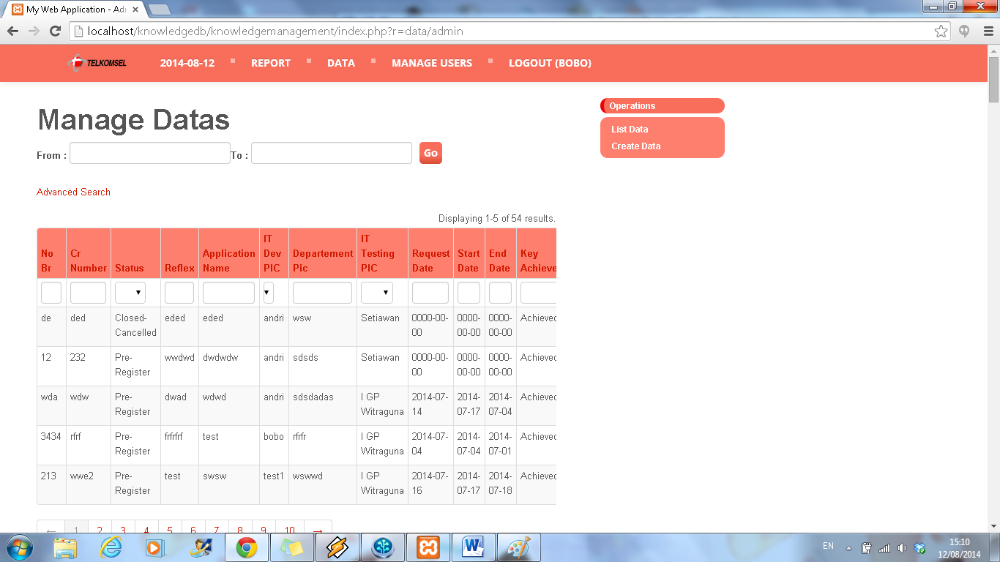 My Web Application - Adr
localhost/knowledgedb/knowledgemanagement/index.php?r=data/admin
TELKOMSEL 2014-08-12 REPORT DATA MANAGE USERS LOGOUT (BOBO)
Operations
List Data
Create Data
Manage Datas
From : To : Go
Advanced Search
Displaying 1-5 of 54 results.
No Br Cr Number Status Reflex Application Name IT Dev PIC Departement Pic IT Testing PIC Request Date Start Date End Date Key Achieve
de ded Closed-Cancelled eded eded andri wsw Setiawan 0000-00-00 0000-00-00 0000-00-00 Achieved
12 232 Pre-Register wwdwd dwdwdw andri sdsds Setiawan 0000-00-00 0000-00-00 0000-00-00 Achieved
wda wdw Pre-Register dwad wdwd andri sdsdadas I GP Witraguna 2014-07-14 2014-07-17 2014-07-04 Achieved
3434 rfrf Pre-Register frfrfrf test bobo rfrfr I GP Witraguna 2014-07-04 2014-07-04 2014-07-01 Achieved
213 wwe2 Pre-Register test swsw test1 wswwd I GP Witraguna 2014-07-16 2014-07-17 2014-07-18 Achieved
← 1 2 3 4 5 6 7 8 9 10 →
EN 15:10
12/08/2014